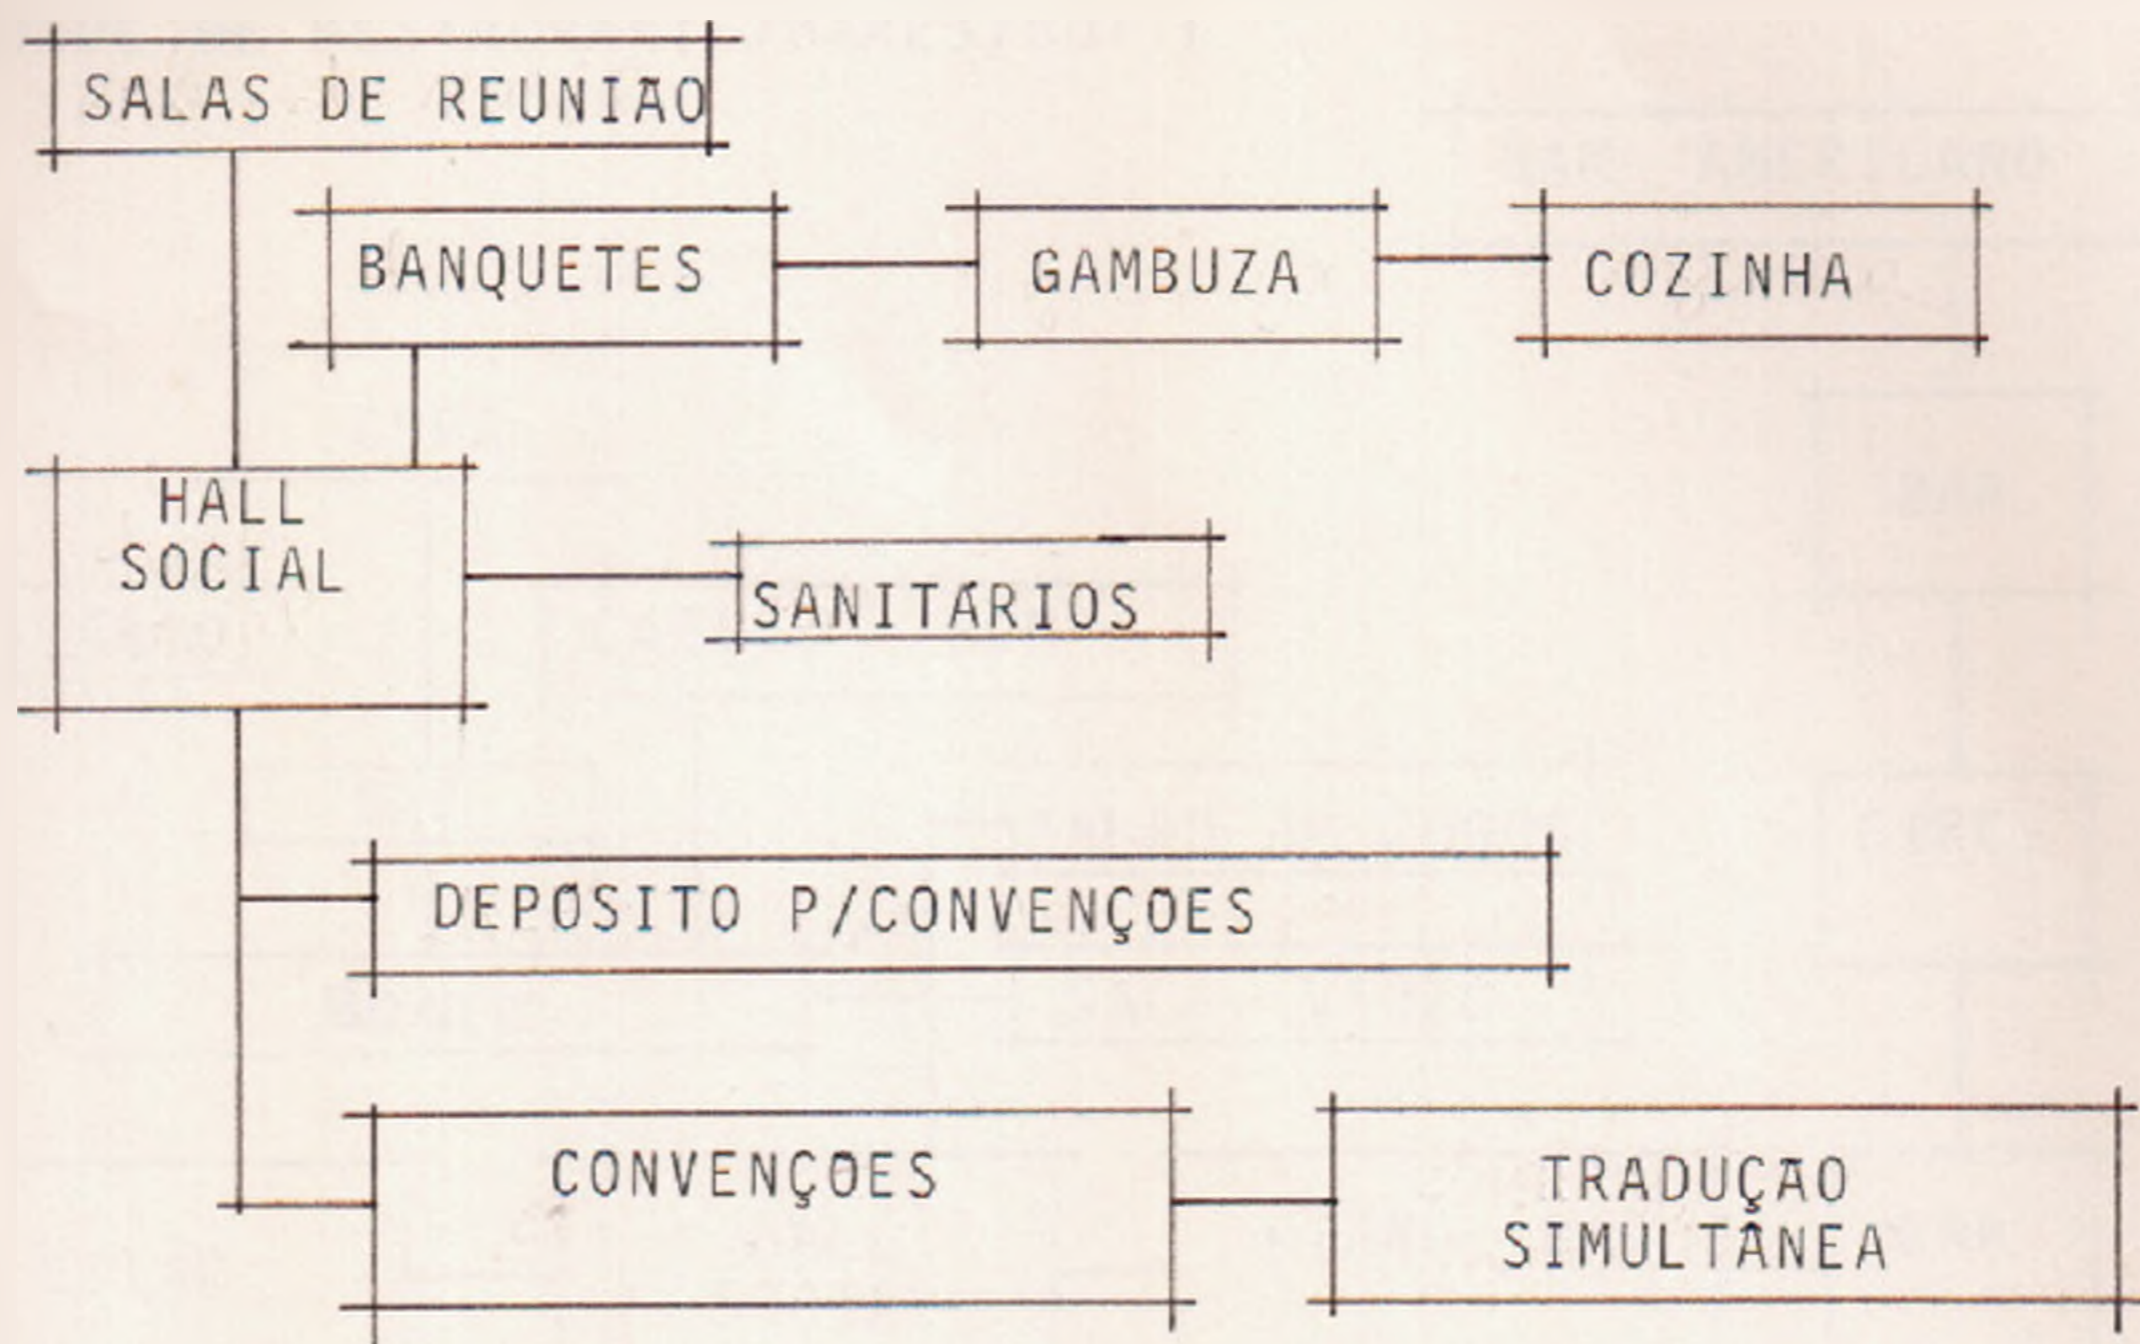 SALAS DE REUNIÃO
BANQUETES
GAMBUZA
COZINHA
HALL
SOCIAL
SANITÁRIOS
DEPÓSITO P/CONVENÇÕES
CONVENÇÕES
TRADUÇÃO
SIMULTÂNEA